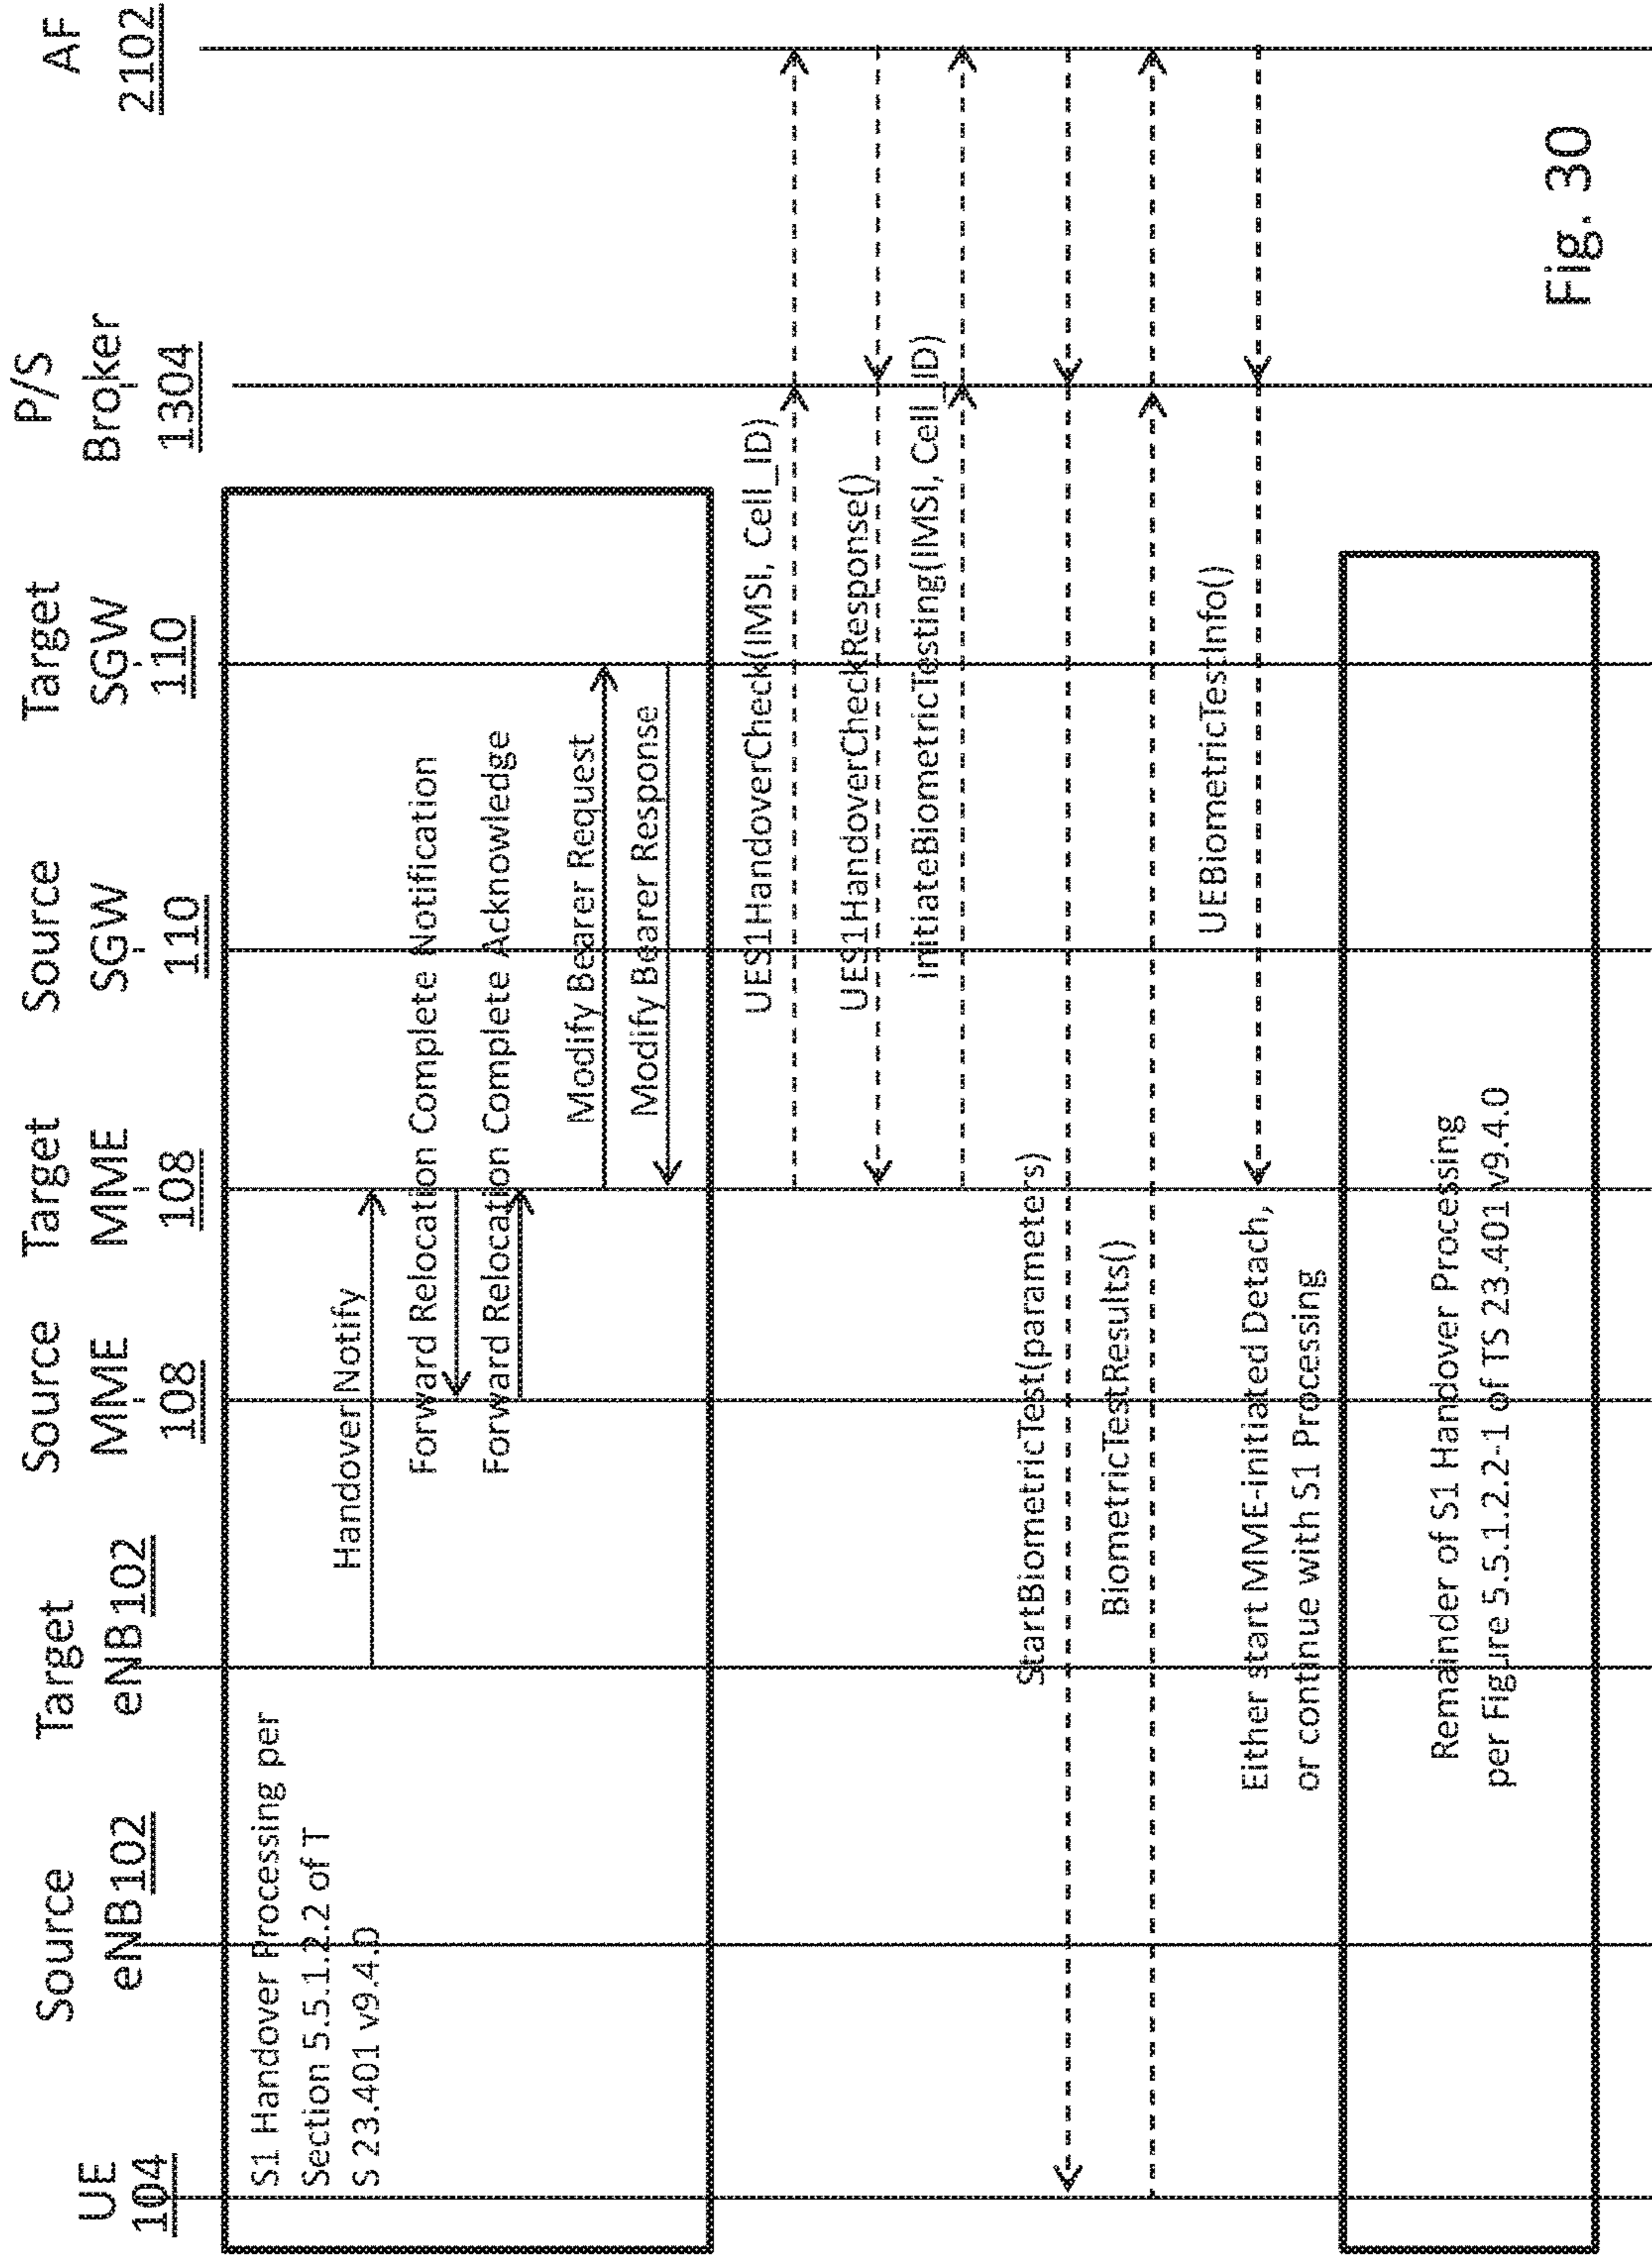 UE
104
Source
eNB 102
Target
eNB 102
Source
MME
108
Target
MME
108
Source
SGW
110
Target
SGW
110
P/S
Broker
1304
AF
2102
S1 Handover Processing per
Section 5.5.1.2.2 of T
S 23.401 v9.4.0
Handover Notify
Forward Relocation Complete Notification
Forward Relocation Complete Acknowledge
Modify Bearer Request
Modify Bearer Response
UES1HandoverCheck(IMSI, Cell_ID)
UES1HandoverCheckResponse()
initiateBiometricTesting(IMSI, Cell_ID)
StartBiometricTest(parameters)
BiometricTestResults()
UEBiometricTestInfo()
Either start MME-initiated Detach,
or continue with S1 Processing
Remainder of S1 Handover Processing
per Figure 5.5.1.2.2-1 of TS 23.401 v9.4.0
Fig. 30